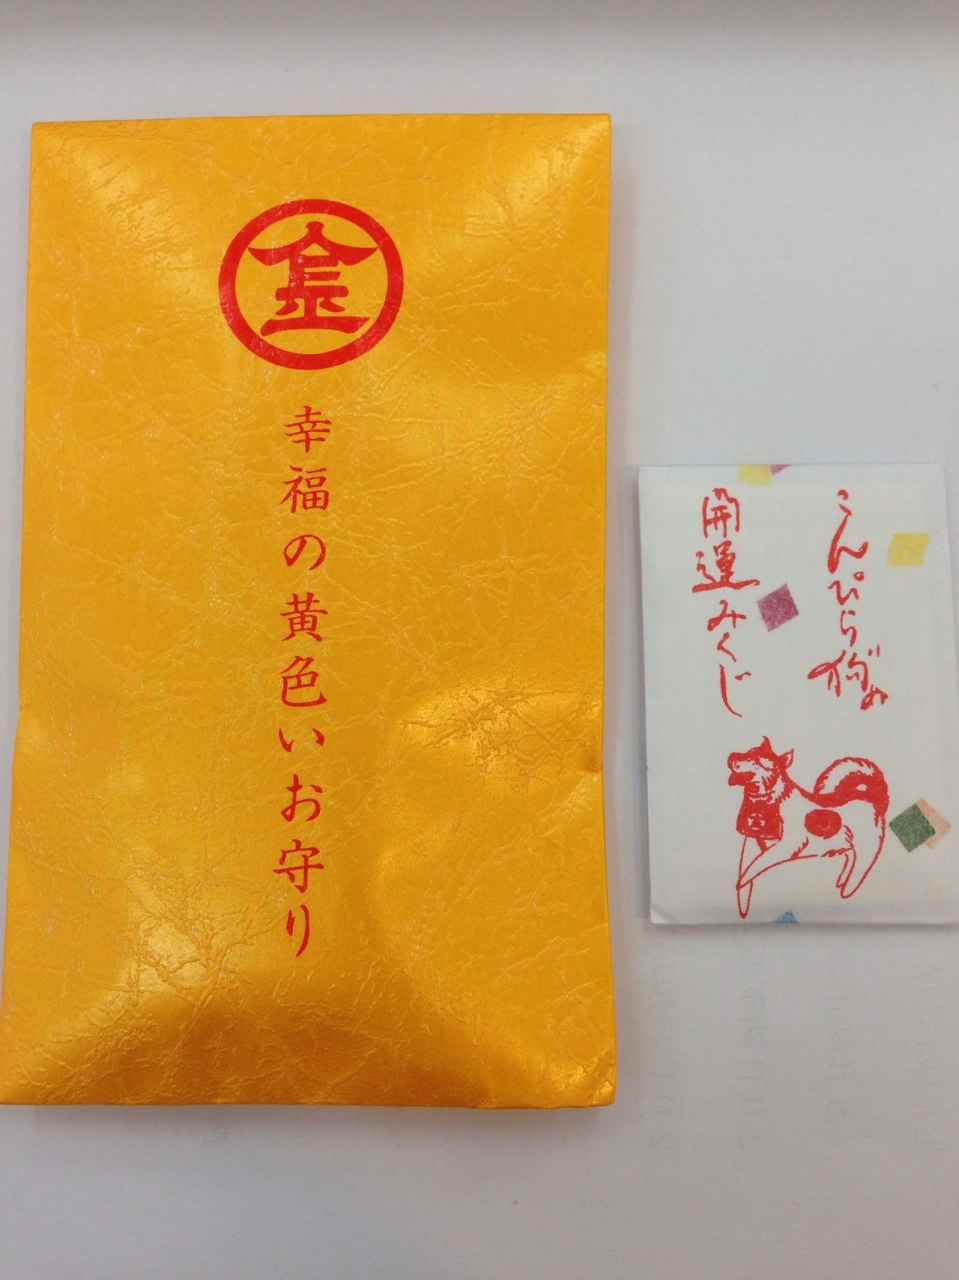 金
幸福の黄色いお守り
こんぴら狗の
開運みくじ